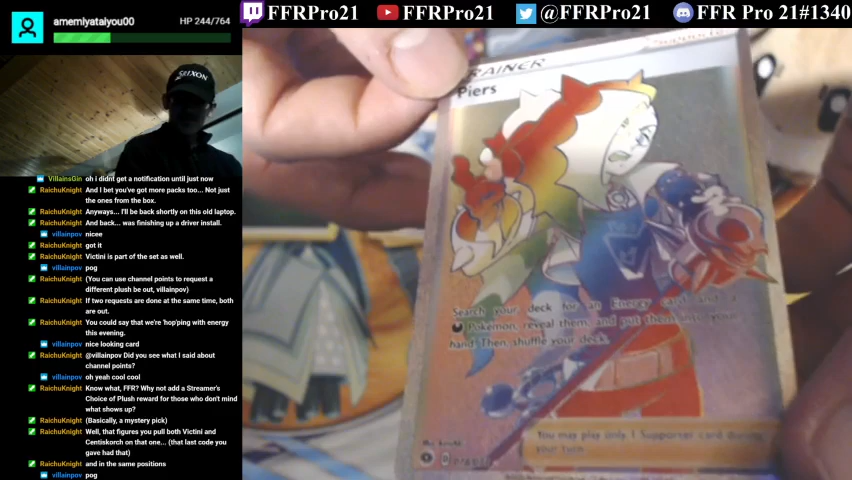 amemlyatalyou00
HP 244/764
FFRPro21
FFRPro21
@FFRPro21
FFR Pro 21#1340
VillainsGin oh i didnt get a notification until just now
RaichuKnight And I bet you've got more packs too... Not just
the ones from the box.
RaichuKnight Anyways... I'll be back shortly on this old laptop.
RaichuKnight And back... was finishing up a driver install.
villainpov nicee
RaichuKnight got it
RaichuKnight Victini is part of the set as well.
villainpov pog
RaichuKnight (You can use channel points to request a
different plush be out, villainpov)
RaichuKnight If two requests are done at the same time, both
are out.
RaichuKnight You could say that we're 'hop'ping with energy
this evening.
villainpov nice looking card
RaichuKnight @villainpov Did you see what I said about
channel points?
villainpov oh yeah cool cool
RaichuKnight Know what, FFR? Why not add a Streamer's
Choice of Plush reward for those who don't mind
what shows up?
RaichuKnight (Basically, a mystery pick)
RaichuKnight Well, that figures you pull both Victini and
Centiskorch on that one... (that last code you
gave had that)
RaichuKnight and in the same positions
villainpov pog
TRAINER
Supporter
Piers
Search your deck for an Energy card and a
Pokémon, reveal them, and put them into your
hand. Then shuffle your deck.
You may play only 1 Supporter card during
your turn.